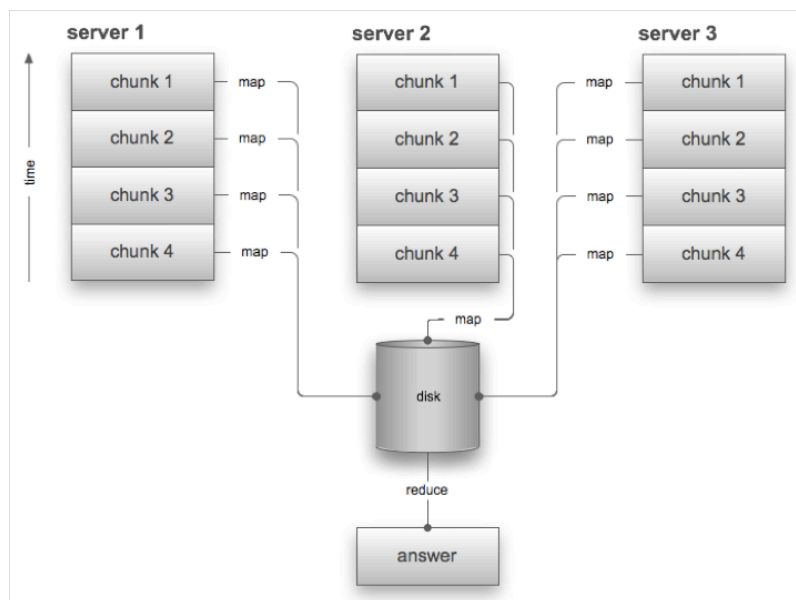 server 1
server 2
server 3
time
chunk 1
map
chunk 1
map
chunk 1
chunk 2
map
chunk 2
map
chunk 2
chunk 3
map
chunk 3
map
chunk 3
chunk 4
map
chunk 4
map
chunk 4
map
disk
reduce
answer